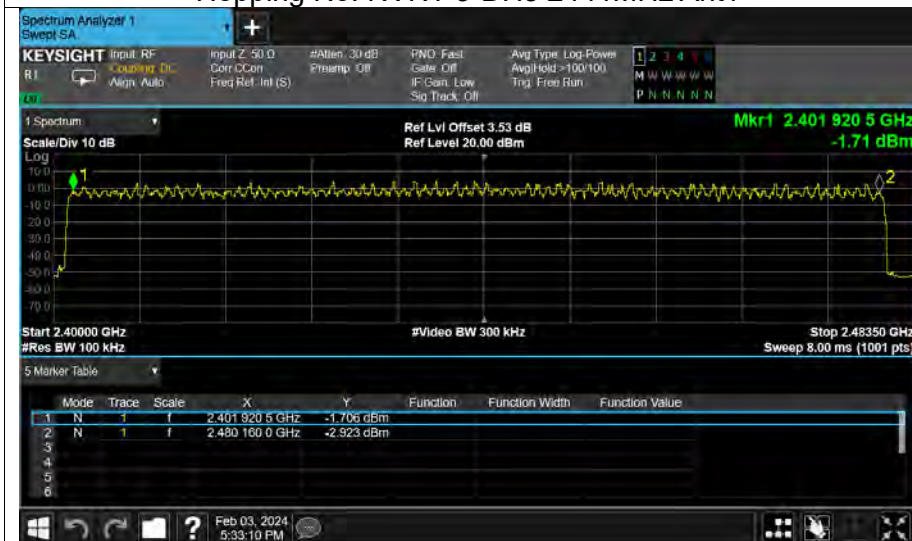 Spectrum Analyzer 1
Swept SA
+
KEYSIGHT Input: RF Input Z: 50 Ω #Atten: 30 dB PNO: Fast Avg Type: Log-Power 1 2 3 4 5 6
R L Coupling: DC Corr CCorr Preamp: Off Gate: Off Avg|Hold: >100/100 M W W W W W
Align: Auto Freq Ref: Int (S) IF Gain: Low Trig: Free Run P N N N N N
Sig Track: Off
1 Spectrum
Scale/Div 10 dB
Ref Lvl Offset 3.53 dB
Ref Level 20.00 dBm
Mkr1 2.401 920 5 GHz
-1.71 dBm
Log
10.0
0.00
-10.0
-20.0
-30.0
-40.0
-50.0
-60.0
-70.0
1
2
Start 2.40000 GHz #Video BW 300 kHz Stop 2.48350 GHz
#Res BW 100 kHz Sweep 8.00 ms (1001 pts)
5 Marker Table
Mode Trace Scale X Y Function Function Width Function Value
1 N 1 f 2.401 920 5 GHz -1.706 dBm
2 N 1 f 2.480 160 0 GHz -2.923 dBm
3
4
5
6
? Feb 03, 2024
5:33:10 PM